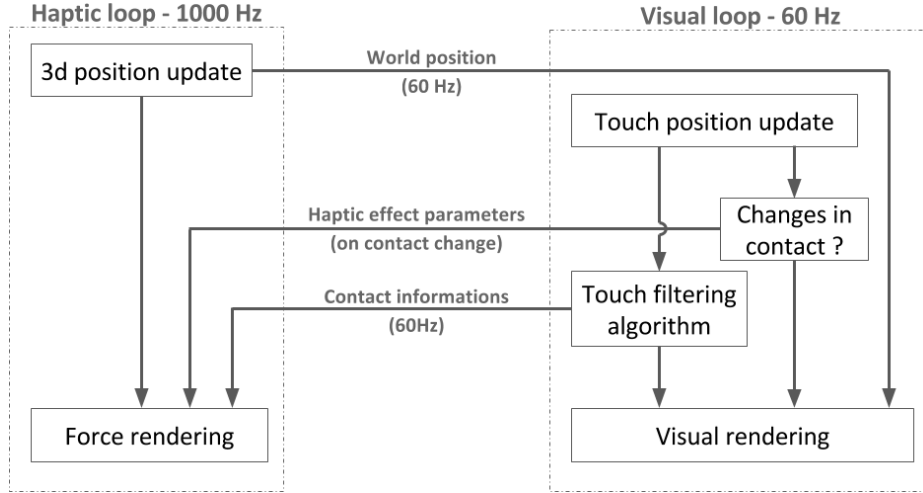 Haptic loop - 1000 Hz
Visual loop - 60 Hz
3d position update
World position
(60 Hz)
Touch position update
Haptic effect parameters
(on contact change)
Changes in
contact ?
Contact informations
(60Hz)
Touch filtering
algorithm
Force rendering
Visual rendering